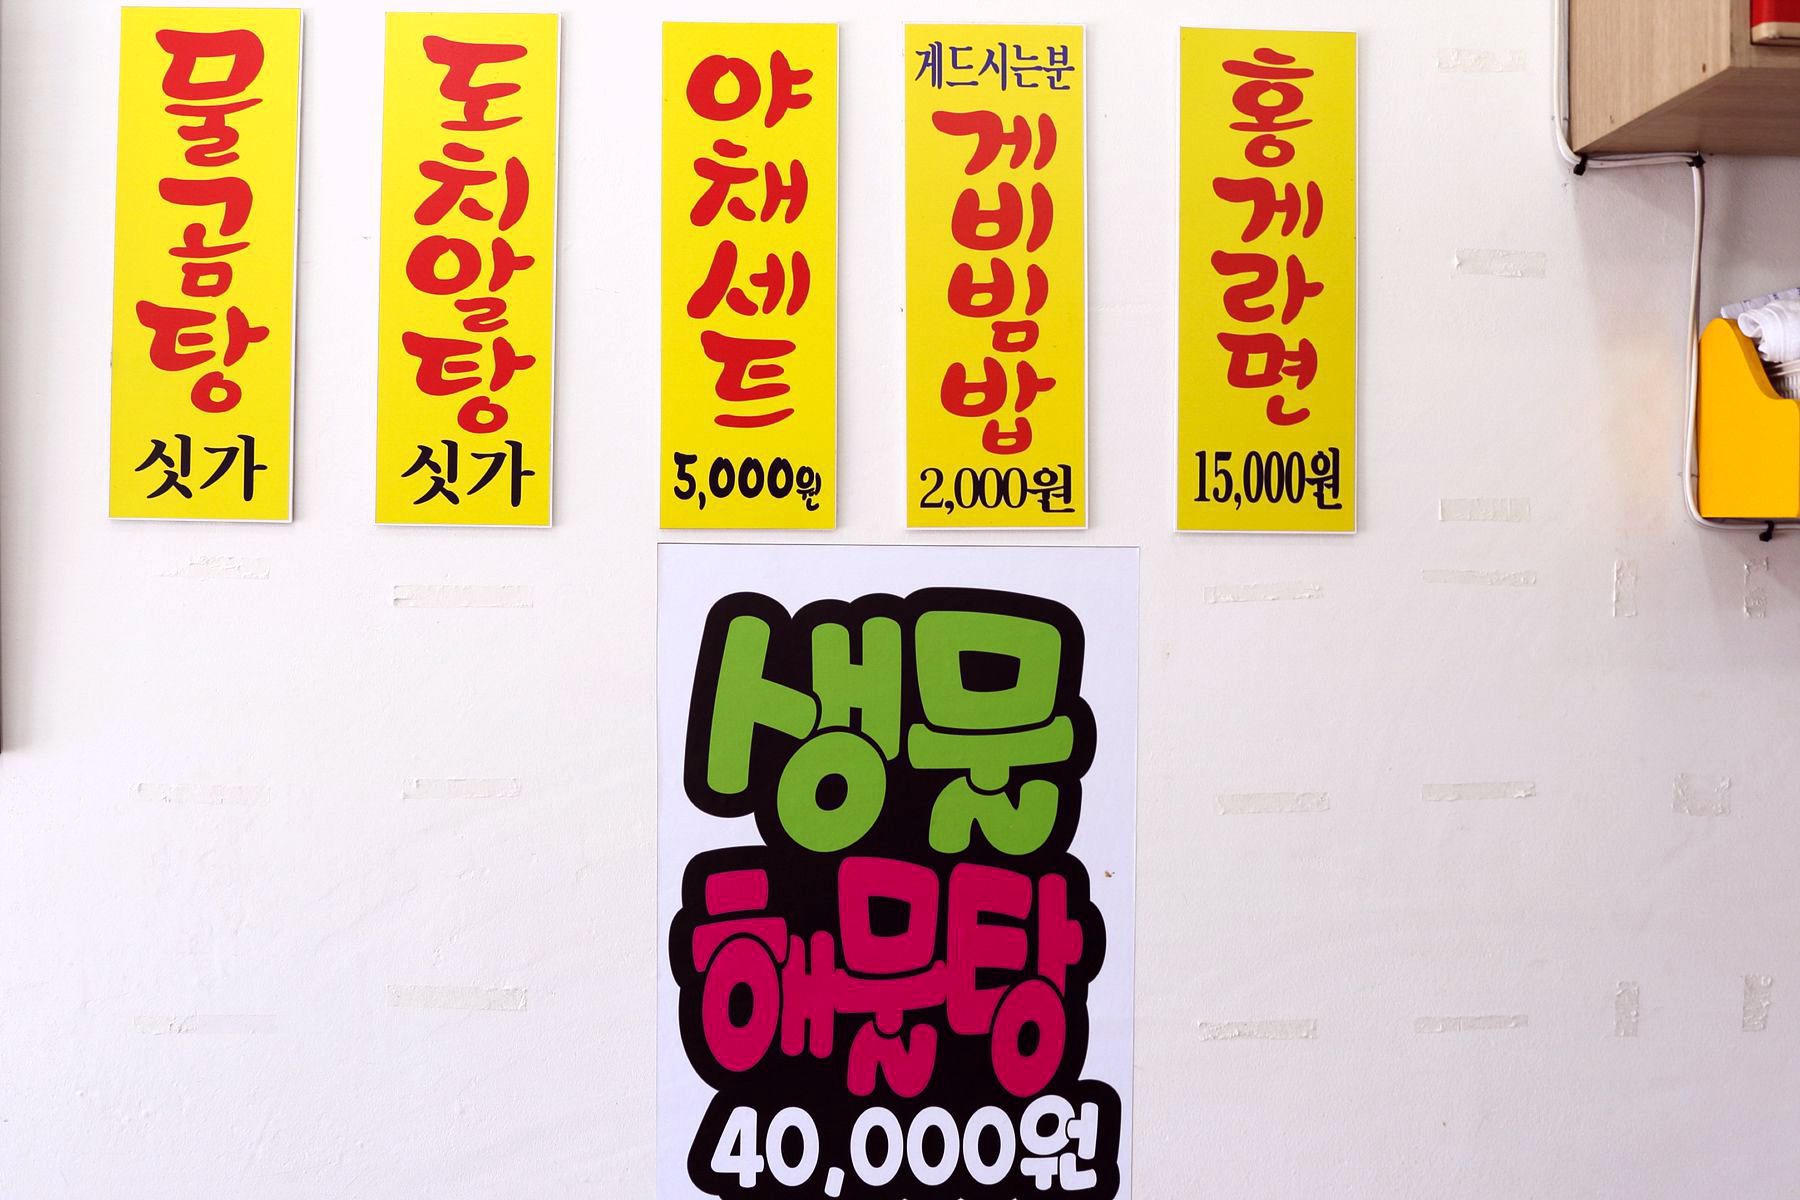 물곰탕
싯가
도치알탕
싯가
야채세트
5,000원
게드시는분
게비빔밥
2,000원
홍게라면
15,000원
생물
해물탕
40,000원